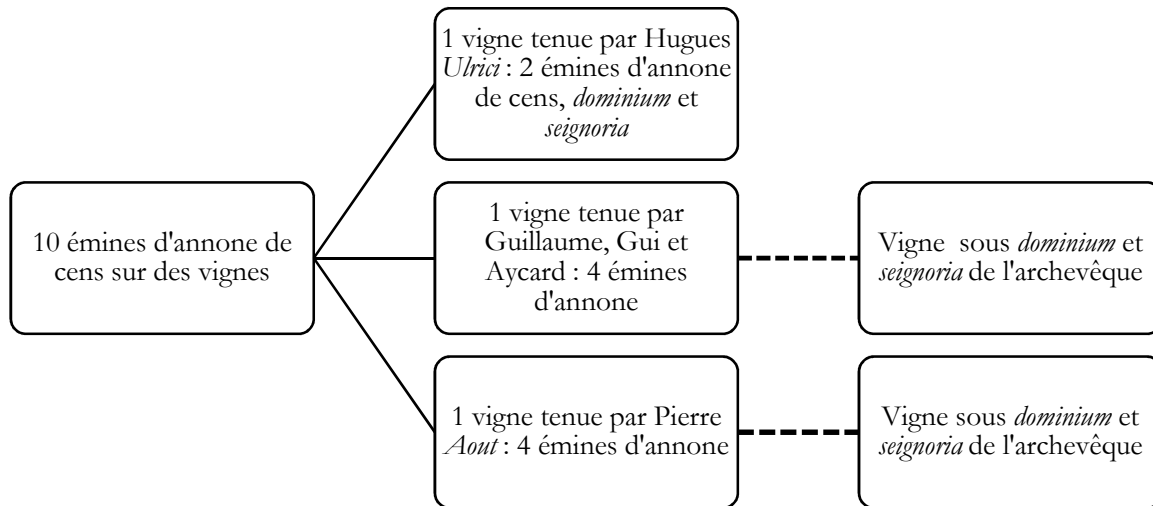 1 vigne tenue par Hugues
Ulrici : 2 émines d'annone
de cens, dominium et
seignoria
10 émines d'annone de
cens sur des vignes
1 vigne tenue par
Guillaume, Gui et
Aycard : 4 émines
d'annone
Vigne sous dominium et
seignoria de l'archevêque
1 vigne tenue par Pierre
Aout : 4 émines d'annone
Vigne sous dominium et
seignoria de l'archevêque